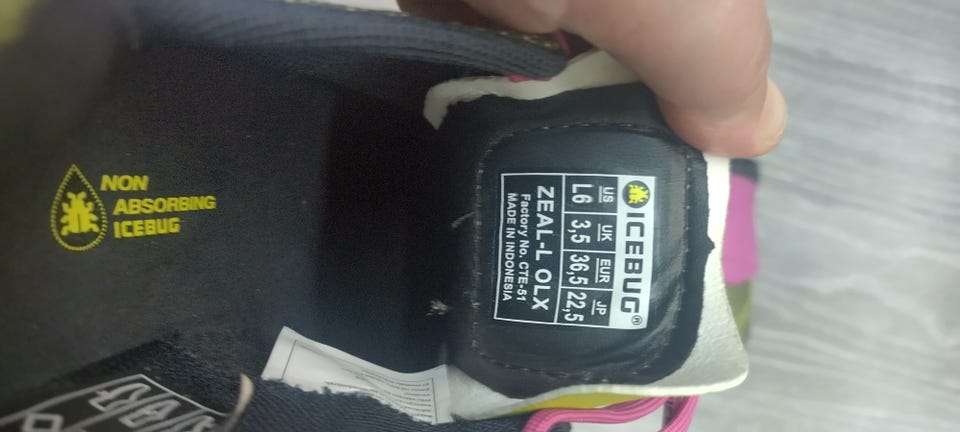 NON
ABSORBING
ICEBUG
ICEBUG®
US UK EUR JP
L6 3,5 36,5 22,5
ZEAL-L OLX
Factory No. CTE-51
MADE IN INDONESIA